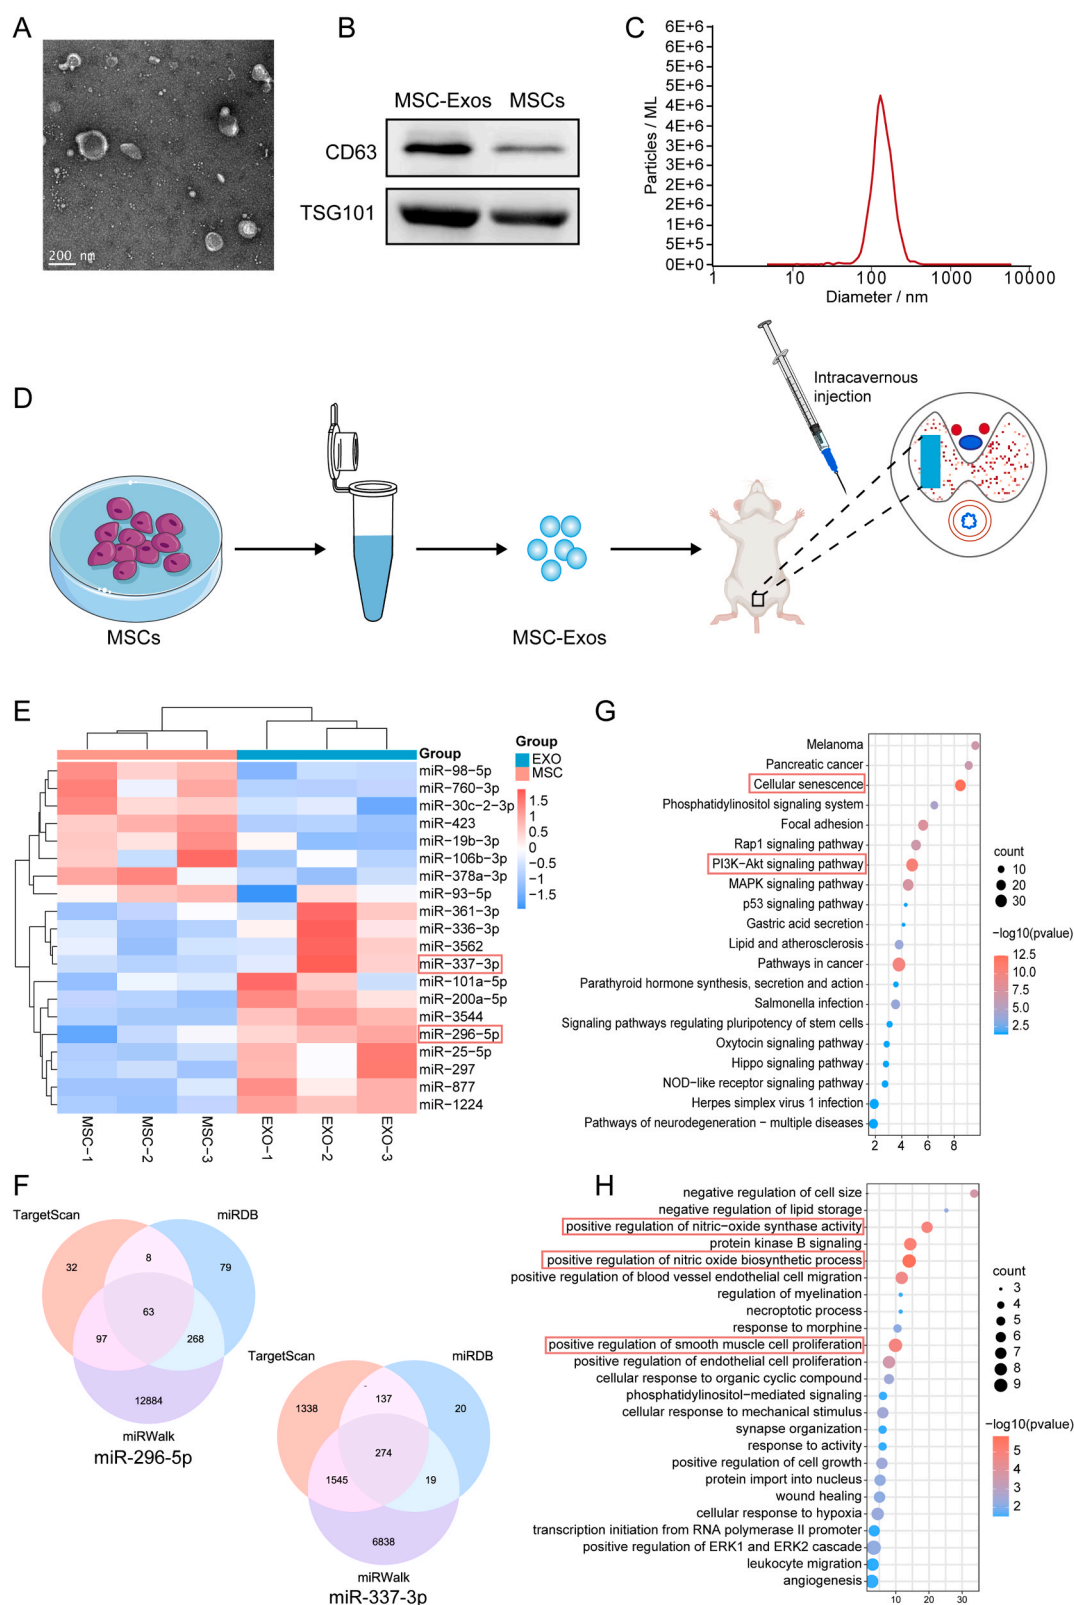 A
200 nm
B
MSC-Exos MSCs
CD63
TSG101
C
Particles / ML
6E+6
6E+6
5E+6
5E+6
4E+6
4E+6
3E+6
3E+6
2E+6
2E+6
1E+6
5E+5
0E+0
1 10 100 1000 10000
Diameter / nm
D
MSCs
MSC-Exos
Intracavernous
injection
E
Group
miR-98-5p
miR-760-3p
miR-30c-2-3p
miR-423
miR-19b-3p
miR-106b-3p
miR-378a-3p
miR-93-5p
miR-361-3p
miR-336-3p
miR-3562
miR-337-3p
miR-101a-5p
miR-200a-5p
miR-3544
miR-296-5p
miR-25-5p
miR-297
miR-877
miR-1224
MSC-1
MSC-2
MSC-3
EXO-1
EXO-2
EXO-3
Group
EXO
MSC
1.5
1
0.5
0
−0.5
−1
−1.5
F
TargetScan
miRDB
32
8
79
63
97
268
12884
miRWalk
miR-296-5p
TargetScan
miRDB
1338
137
20
274
1545
19
6838
miRWalk
miR-337-3p
G
Melanoma
Pancreatic cancer
Cellular senescence
Phosphatidylinositol signaling system
Focal adhesion
Rap1 signaling pathway
PI3K−Akt signaling pathway
MAPK signaling pathway
p53 signaling pathway
Gastric acid secretion
Lipid and atherosclerosis
Pathways in cancer
Parathyroid hormone synthesis, secretion and action
Salmonella infection
Signaling pathways regulating pluripotency of stem cells
Oxytocin signaling pathway
Hippo signaling pathway
NOD−like receptor signaling pathway
Herpes simplex virus 1 infection
Pathways of neurodegeneration − multiple diseases
2 4 6 8
count
10
20
30
−log10(pvalue)
12.5
10.0
7.5
5.0
2.5
H
negative regulation of cell size
negative regulation of lipid storage
positive regulation of nitric−oxide synthase activity
protein kinase B signaling
positive regulation of nitric oxide biosynthetic process
positive regulation of blood vessel endothelial cell migration
regulation of myelination
necroptotic process
response to morphine
positive regulation of smooth muscle cell proliferation
positive regulation of endothelial cell proliferation
cellular response to organic cyclic compound
phosphatidylinositol−mediated signaling
cellular response to mechanical stimulus
synapse organization
response to activity
positive regulation of cell growth
protein import into nucleus
wound healing
cellular response to hypoxia
transcription initiation from RNA polymerase II promoter
positive regulation of ERK1 and ERK2 cascade
leukocyte migration
angiogenesis
10 20 30
count
3
4
5
6
7
8
9
−log10(pvalue)
5
4
3
2